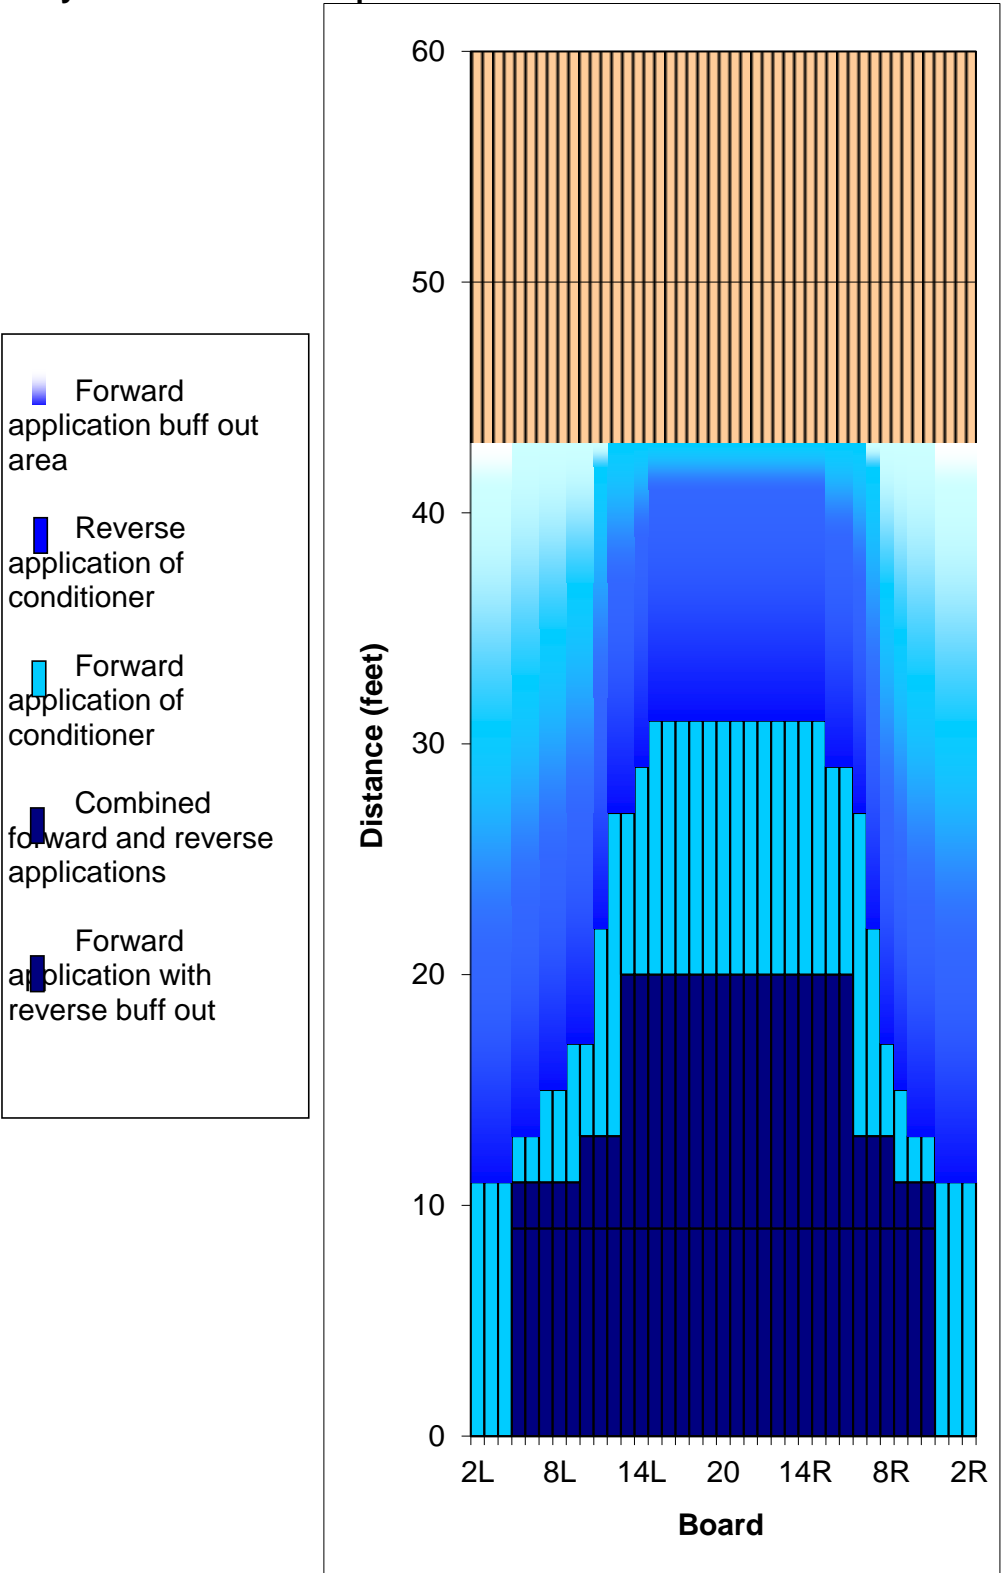 60
50
40
30
20
10
0
Distance (feet)
2L 8L 14L 20 14R 8R 2R
Board
Forward
application buff out
area
Reverse
application of
conditioner
Forward
application of
conditioner
Combined
forward and reverse
applications
Forward
application with
reverse buff out